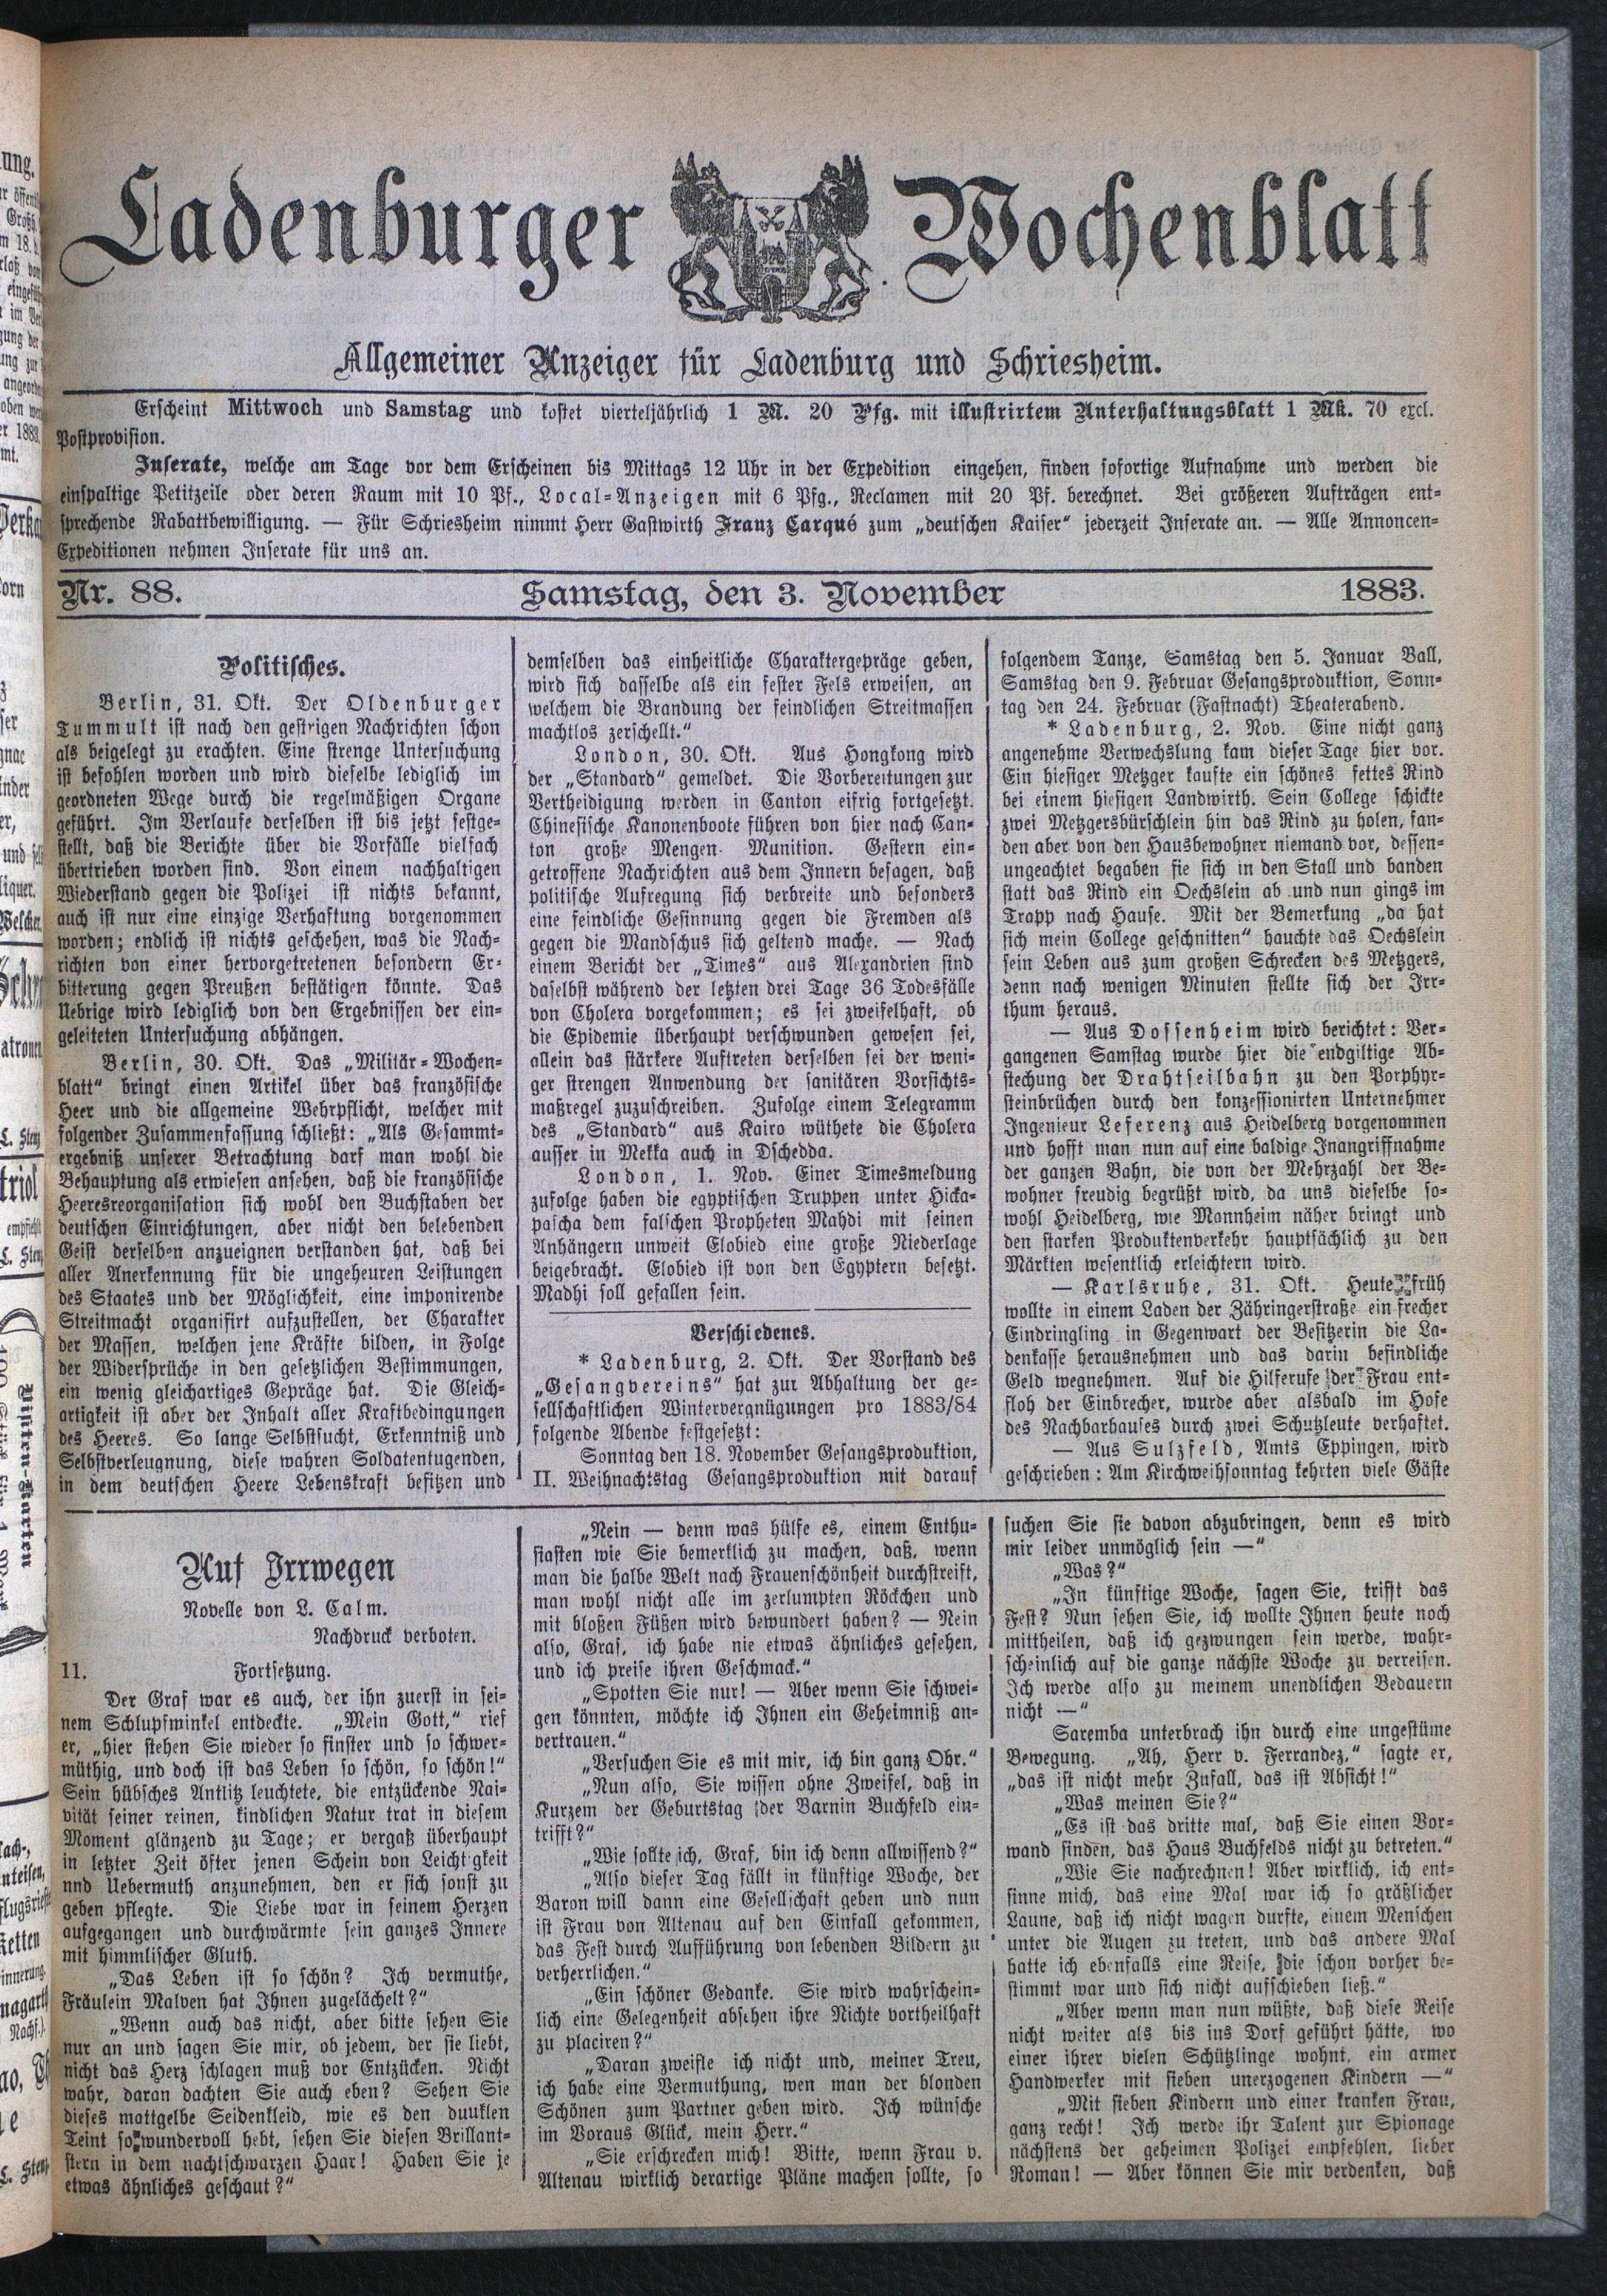 Ladenburger Wochenblatt
Allgemeiner Anzeiger für Ladenburg und Schriesheim.
Erscheint Mittwoch und Samstag und kostet vierteljährlich 1 M. 20 Pfg. mit illustrirtem Unterhaltungsblatt 1 Mk. 70 excl.
Postprovision.
Inserate, welche am Tage vor dem Erscheinen bis Mittags 12 Uhr in der Expedition eingehen, finden sofortige Aufnahme und werden die
einspaltige Petitzeile oder deren Raum mit 10 Pf., Local-Anzeigen mit 6 Pfg., Reclamen mit 20 Pf. berechnet. Bei größeren Aufträgen ent-
sprechende Rabattbewilligung. — Für Schriesheim nimmt Herr Gastwirth Franz Carqué zum „deutschen Kaiser“ jederzeit Inserate an. — Alle Annoncen-
Expeditionen nehmen Inserate für uns an.
Nr. 88. Samstag, den 3. November 1883.
Politisches.
Berlin, 31. Okt. Der Oldenburger
Tummult ist nach den gestrigen Nachrichten schon
als beigelegt zu erachten. Eine strenge Untersuchung
ist befohlen worden und wird dieselbe lediglich im
geordneten Wege durch die regelmäßigen Organe
geführt. Im Verlaufe derselben ist bis jetzt festge-
stellt, daß die Berichte über die Vorfälle vielfach
übertrieben worden sind. Von einem nachhaltigen
Wiederstand gegen die Polizei ist nichts bekannt,
auch ist nur eine einzige Verhaftung vorgenommen
worden; endlich ist nichts geschehen, was die Nach-
richten von einer hervorgetretenen besondern Er-
bitterung gegen Preußen bestätigen könnte. Das
Uebrige wird lediglich von den Ergebnissen der ein-
geleiteten Untersuchung abhängen.
Berlin, 30. Okt. Das „Militär-Wochen-
blatt“ bringt einen Artikel über das französische
Heer und die allgemeine Wehrpflicht, welcher mit
folgender Zusammenfassung schließt: „Als Gesammt-
ergebniß unserer Betrachtung darf man wohl die
Behauptung als erwiesen ansehen, daß die französische
Heeresreorganisation sich wohl den Buchstaben der
deutschen Einrichtungen, aber nicht den belebenden
Geist derselben anzueignen verstanden hat, daß bei
aller Anerkennung für die ungeheuren Leistungen
des Staates und der Möglichkeit, eine imponirende
Streitmacht organisirt aufzustellen, der Charakter
der Massen, welchen jene Kräfte bilden, in Folge
der Widersprüche in den gesetzlichen Bestimmungen,
ein wenig gleichartiges Gepräge hat. Die Gleich-
artigkeit ist aber der Inhalt aller Kraftbedingungen
des Heeres. So lange Selbstsucht, Erkenntniß und
Selbstverleugnung, diese wahren Soldatentugenden,
in dem deutschen Heere Lebenskraft besitzen und
demselben das einheitliche Charaktergepräge geben,
wird sich dasselbe als ein fester Fels erweisen, an
welchem die Brandung der feindlichen Streitmassen
machtlos zerschellt.“
London, 30. Okt. Aus Hongkong wird
der „Standard“ gemeldet. Die Vorbereitungen zur
Vertheidigung werden in Canton eifrig fortgesetzt.
Chinesische Kanonenboote führen von hier nach Can-
ton große Mengen Munition. Gestern ein-
getroffene Nachrichten aus dem Innern besagen, daß
politische Aufregung sich verbreite und besonders
eine feindliche Gesinnung gegen die Fremden als
gegen die Mandschus sich geltend mache. — Nach
einem Bericht der „Times“ aus Alexandrien sind
daselbst während der letzten drei Tage 36 Todesfälle
von Cholera vorgekommen; es sei zweifelhaft, ob
die Epidemie überhaupt verschwunden gewesen sei,
allein das stärkere Auftreten derselben sei der weni-
ger strengen Anwendung der sanitären Vorsichts-
maßregel zuzuschreiben. Zufolge einem Telegramm
des „Standard“ aus Kairo wüthete die Cholera
ausser in Mekka auch in Dschedda.
London, 1. Nov. Einer Timesmeldung
zufolge haben die egyptischen Truppen unter Hicka-
pascha dem falschen Propheten Mahdi mit seinen
Anhängern unweit Elobied eine große Niederlage
beigebracht. Elobied ist von den Egyptern besetzt.
Madhi soll gefallen sein.
Verschiedenes.
* Ladenburg, 2. Okt. Der Vorstand des
„Gesangvereins“ hat zur Abhaltung der ge-
sellschaftlichen Wintervergnügungen pro 1883/84
folgende Abende festgesetzt:
Sonntag den 18. November Gesangsproduktion,
II. Weihnachtstag Gesangsproduktion mit darauf
folgendem Tanze, Samstag den 5. Januar Ball,
Samstag den 9. Februar Gesangsproduktion, Sonn-
tag den 24. Februar (Fastnacht) Theaterabend.
* Ladenburg, 2. Nov. Eine nicht ganz
angenehme Verwechslung kam dieser Tage hier vor.
Ein hiesiger Metzger kaufte ein schönes fettes Rind
bei einem hiesigen Landwirth. Sein College schickte
zwei Metzgersbürschlein hin das Rind zu holen, fan-
den aber von den Hausbewohner niemand vor, dessen-
ungeachtet begaben sie sich in den Stall und banden
statt das Rind ein Oechslein ab und nun gings im
Trapp nach Hause. Mit der Bemerkung „da hat
sich mein College geschnitten“ hauchte das Oechslein
sein Leben aus zum großen Schrecken des Metzgers,
denn nach wenigen Minuten stellte sich der Irr-
thum heraus.
— Aus Dossenheim wird berichtet: Ver-
gangenen Samstag wurde hier die endgiltige Ab-
stechung der Drahtseilbahn zu den Porphyr-
steinbrüchen durch den konzessionirten Unternehmer
Ingenieur Leferenz aus Heidelberg vorgenommen
und hofft man nun auf eine baldige Inangriffnahme
der ganzen Bahn, die von der Mehrzahl der Be-
wohner freudig begrüßt wird, da uns dieselbe so-
wohl Heidelberg, wie Mannheim näher bringt und
den starken Produktenverkehr hauptsächlich zu den
Märkten wesentlich erleichtern wird.
— Karlsruhe, 31. Okt. Heute früh
wollte in einem Laden der Zähringerstraße ein frecher
Eindringling in Gegenwart der Besitzerin die La-
denkasse herausnehmen und das darin befindliche
Geld wegnehmen. Auf die Hilferufe der Frau ent-
floh der Einbrecher, wurde aber alsbald im Hofe
des Nachbarhauses durch zwei Schutzleute verhaftet.
— Aus Sulzfeld, Amts Eppingen, wird
geschrieben: Am Kirchweihsonntag kehrten viele Gäste
Auf Irrwegen
Novelle von L. Calm.
Nachdruck verboten.
11. Fortsetzung.
Der Graf war es auch, der ihn zuerst in sei-
nem Schlupfwinkel entdeckte. „Mein Gott,“ rief
er, „hier stehen Sie wieder so finster und so schwer-
müthig, und doch ist das Leben so schön, so schön!“
Sein hübsches Antlitz leuchtete, die entzückende Nai-
vität seiner reinen, kindlichen Natur trat in diesem
Moment glänzend zu Tage; er vergaß überhaupt
in letzter Zeit öfter jenen Schein von Leichtigkeit
nnd Uebermuth anzunehmen, den er sich sonst zu
geben pflegte. Die Liebe war in seinem Herzen
aufgegangen und durchwärmte sein ganzes Innere
mit himmlischer Gluth.
„Das Leben ist so schön? Ich vermuthe,
Fräulein Malven hat Ihnen zugelächelt?“
„Wenn auch das nicht, aber bitte sehen Sie
nur an und sagen Sie mir, ob jedem, der sie liebt,
nicht das Herz schlagen muß vor Entzücken. Nicht
wahr, daran dachten Sie auch eben? Sehen Sie
dieses mattgelbe Seidenkleid, wie es den duuklen
Teint so wundervoll hebt, sehen Sie diesen Brillant-
stern in dem nachtschwarzen Haar! Haben Sie je
etwas ähnliches geschaut?“
„Nein — denn was hülfe es, einem Enthu-
siasten wie Sie bemerklich zu machen, daß, wenn
man die halbe Welt nach Frauenschönheit durchstreift,
man wohl nicht alle im zerlumpten Röckchen und
mit bloßen Füßen wird bewundert haben? — Nein
also, Graf, ich habe nie etwas ähnliches gesehen,
und ich preise ihren Geschmack.“
„Spotten Sie nur! — Aber wenn Sie schwei-
gen könnten, möchte ich Ihnen ein Geheimniß an-
vertrauen.“
„Versuchen Sie es mit mir, ich bin ganz Ohr.“
„Nun also, Sie wissen ohne Zweifel, daß in
Kurzem der Geburtstag der Barnin Buchfeld ein-
trifft?“
„Wie sollte ich, Graf, bin ich denn allwissend?“
„Also dieser Tag fällt in künftige Woche, der
Baron will dann eine Gesellschaft geben und nun
ist Frau von Altenau auf den Einfall gekommen,
das Fest durch Aufführung von lebenden Bildern zu
verherrlichen.“
„Ein schöner Gedanke. Sie wird wahrschein-
lich eine Gelegenheit absehen ihre Nichte vortheilhaft
zu placiren?“
„Daran zweifle ich nicht und, meiner Treu,
ich habe eine Vermuthung, wen man der blonden
Schönen zum Partner geben wird. Ich wünsche
im Voraus Glück, mein Herr.“
„Sie erschrecken mich! Bitte, wenn Frau v.
Altenau wirklich derartige Pläne machen sollte, so
suchen Sie sie davon abzubringen, denn es wird
mir leider unmöglich sein —“
„Was?“
„In künftige Woche, sagen Sie, trifft das
Fest? Nun sehen Sie, ich wollte Ihnen heute noch
mittheilen, daß ich gezwungen sein werde, wahr-
scheinlich auf die ganze nächste Woche zu verreisen.
Ich werde also zu meinem unendlichen Bedauern
nicht —“
Saremba unterbrach ihn durch eine ungestüme
Bewegung. „Ah, Herr v. Ferrandez,“ sagte er,
„das ist nicht mehr Zufall, das ist Absicht!“
„Was meinen Sie?“
„Es ist das dritte mal, daß Sie einen Vor-
wand finden, das Haus Buchfelds nicht zu betreten.“
„Wie Sie nachrechnen! Aber wirklich, ich ent-
sinne mich, das eine Mal war ich so gräßlicher
Laune, daß ich nicht wagen durfte, einem Menschen
unter die Augen zu treten, und das andere Mal
hatte ich ebenfalls eine Reise, die schon vorher be-
stimmt war und sich nicht aufschieben ließ.“
„Aber wenn man nun wüßte, daß diese Reise
nicht weiter als bis ins Dorf geführt hätte, wo
einer ihrer vielen Schützlinge wohnt, ein armer
Handwerker mit sieben unerzogenen Kindern —“
„Mit sieben Kindern und einer kranken Frau,
ganz recht! Ich werde ihr Talent zur Spionage
nächstens der geheimen Polizei empfehlen, lieber
Roman! — Aber können Sie mir verdenken, daß